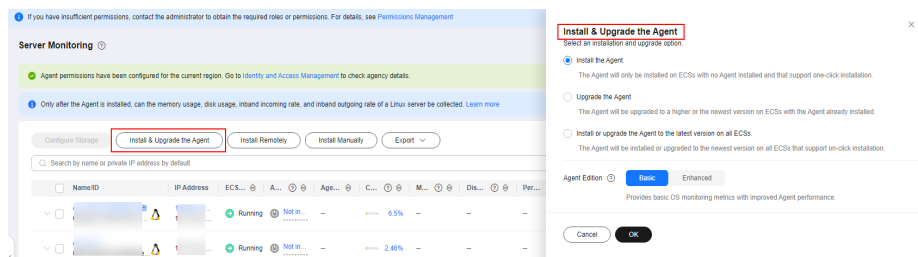 If you have insufficient permissions, contact the administrator to obtain the required roles or permissions. For details, see Permissions Management
Server Monitoring
Agent permissions have been configured for the current region. Go to Identity and Access Management to check agency details.
Only after the Agent is installed, can the memory usage, disk usage, inband incoming rate, and inband outgoing rate of a Linux server be collected. Learn more.
Configure Storage Install & Upgrade the Agent Install Remotely Install Manually Export
Search by name or private IP address by default
Name/ID IP Address ECS... A... Age... C... M... Dis... Per...
Running Not in... -- 6.5% -- --
Running Not in... -- 2.46% -- --
Install & Upgrade the Agent
Select an installation and upgrade option.
Install the Agent
The Agent will only be installed on ECSs with no Agent installed and that support one-click installation.
Upgrade the Agent
The Agent will be upgraded to a higher or the newest version on ECSs with the Agent already installed.
Install or upgrade the Agent to the latest version on all ECSs.
The Agent will be installed or upgraded to the newest version on all ECSs that support on-click installation.
Agent Edition Basic Enhanced
Provides basic OS monitoring metrics with improved Agent performance.
Cancel OK